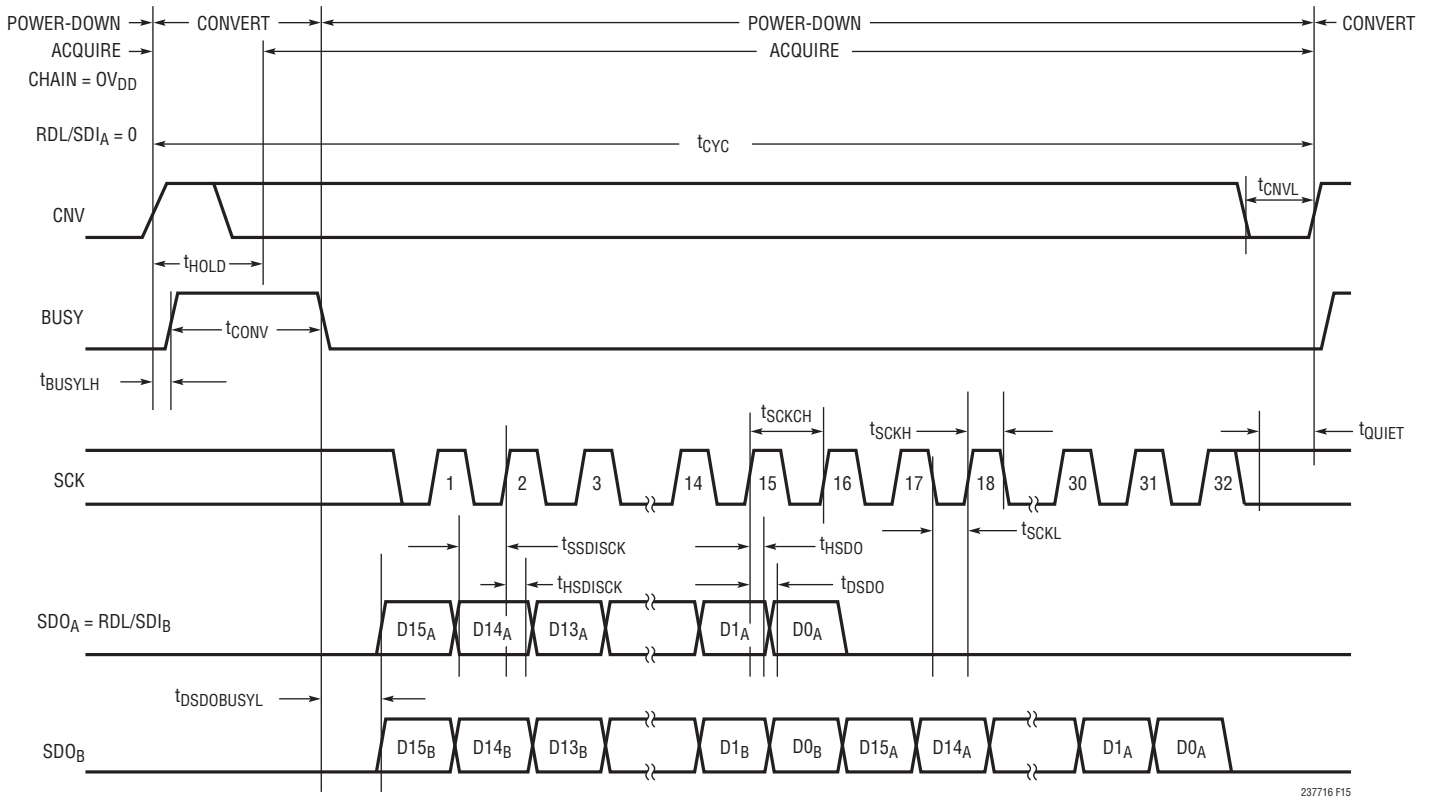 POWER-DOWN CONVERT POWER-DOWN CONVERT
ACQUIRE ACQUIRE
CHAIN = OVDD
RDL/SDIA = 0
tCYC
tCNVL
CNV
tHOLD
BUSY
tCONV
tBUSYLH
tSCKCH
tSCKH
tQUIET
SCK 1 2 3 14 15 16 17 18 30 31 32
tSSDISCK tHSDO tSCKL
tHSDISCK tDSDO
SDOA = RDL/SDIB D15A D14A D13A D1A D0A
tDSDOBUSYL
SDOB D15B D14B D13B D1B D0B D15A D14A D1A D0A
237716 F15